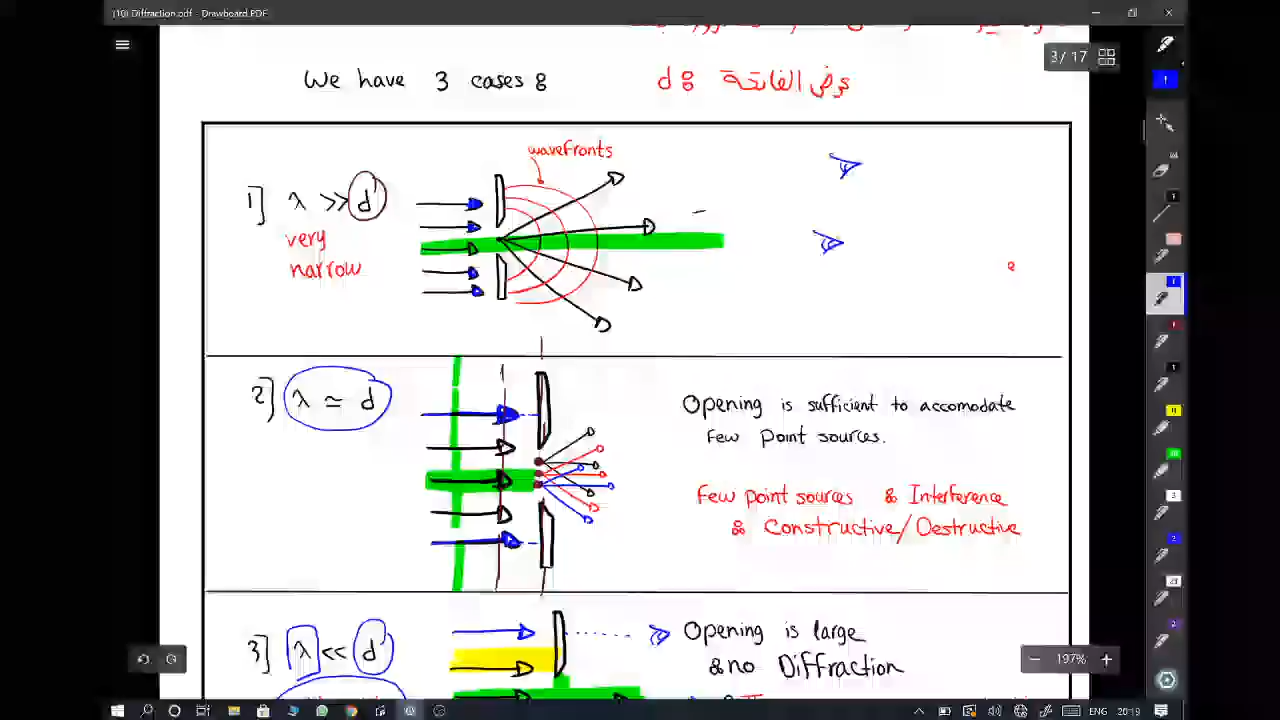 (10) Diffraction.pdf - Drawboard PDF
3 / 17
We have 3 cases :
d : عرض الفتحة
wavefronts
1] λ >> d
very
narrow
2] λ ≃ d
Opening is sufficient to accomodate
Few Point sources.
Few point sources & Interference
& Constructive/Destructive
3] λ << d
Opening is large
& no Diffraction
197%
ENG 20:19